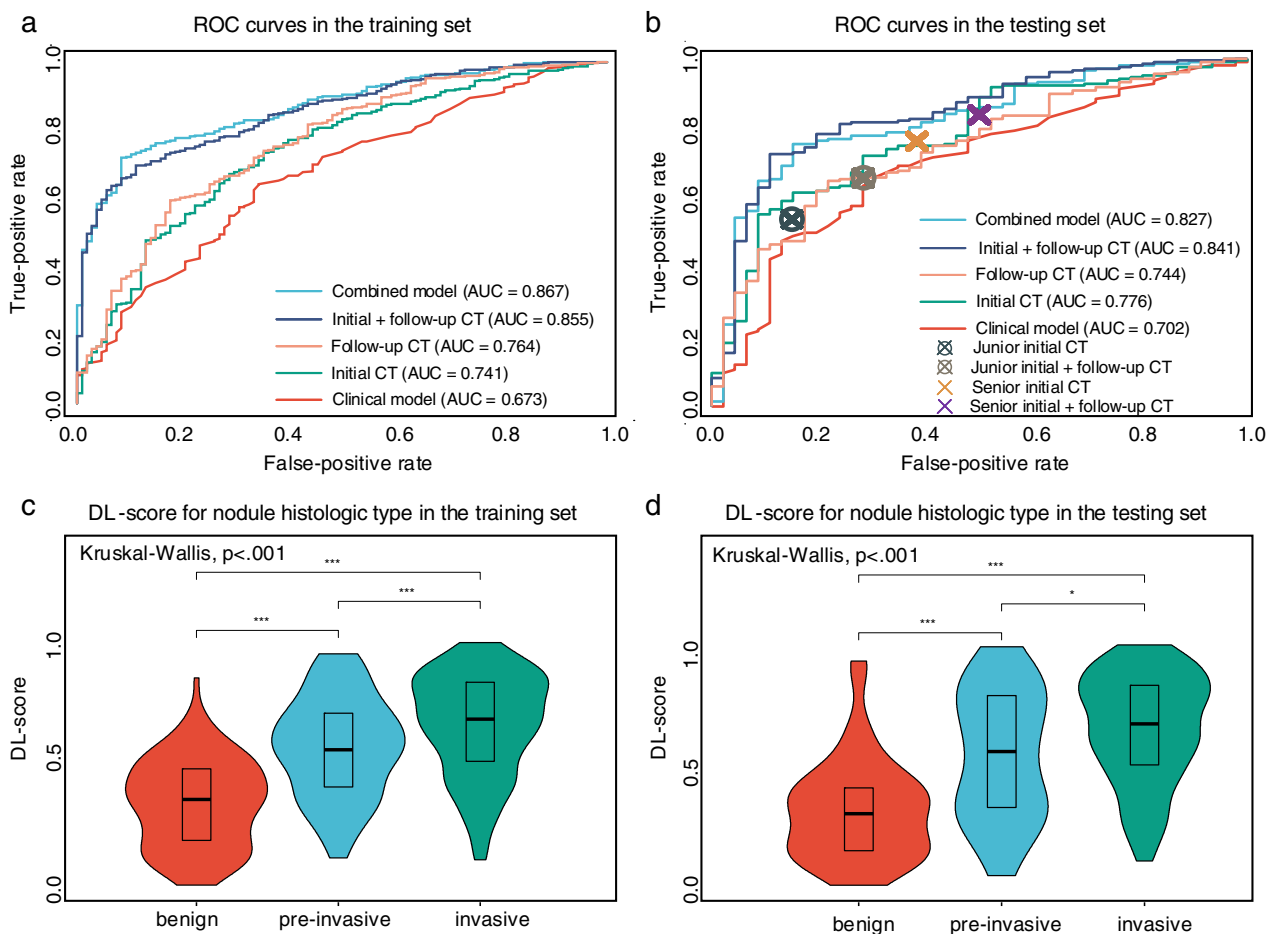 a
ROC curves in the training set
True-positive rate
1.0
0.8
0.6
0.4
0.2
0.0
Combined model (AUC = 0.867)
Initial + follow-up CT (AUC = 0.855)
Follow-up CT (AUC = 0.764)
Initial CT (AUC = 0.741)
Clinical model (AUC = 0.673)
0.0 0.2 0.4 0.6 0.8 1.0
False-positive rate
b
ROC curves in the testing set
True-positive rate
1.0
0.8
0.6
0.4
0.2
0.0
Combined model (AUC = 0.827)
Initial + follow-up CT (AUC = 0.841)
Follow-up CT (AUC = 0.744)
Initial CT (AUC = 0.776)
Clinical model (AUC = 0.702)
Junior initial CT
Junior initial + follow-up CT
Senior initial CT
Senior initial + follow-up CT
0.0 0.2 0.4 0.6 0.8 1.0
False-positive rate
c
DL-score for nodule histologic type in the training set
Kruskal-Wallis, p<.001
***
***
***
DL-score
1.0
0.5
0.0
benign pre-invasive invasive
d
DL-score for nodule histologic type in the testing set
Kruskal-Wallis, p<.001
***
*
***
DL-score
1.0
0.5
0.0
benign pre-invasive invasive